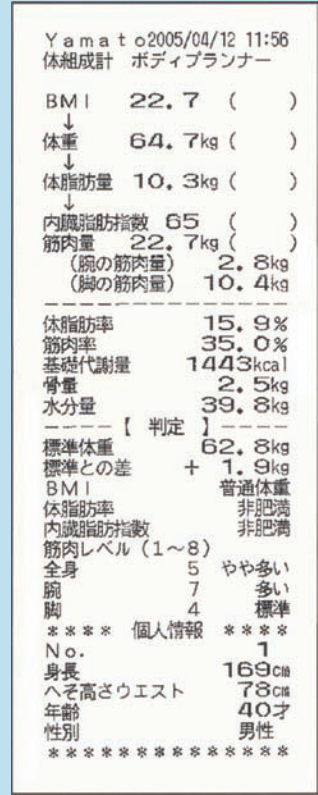 Yamato2005/04/12 11:56
体組成計 ボディプランナー
BMI 22.7 ( )
↓
体重 64.7kg ( )
↓
体脂肪量 10.3kg ( )
↓
内臓脂肪指数 65 ( )
筋肉量 22.7kg ( )
(腕の筋肉量) 2.8kg
(脚の筋肉量) 10.4kg
体脂肪率 15.9%
筋肉率 35.0%
基礎代謝量 1443kcal
骨量 2.5kg
水分量 39.8kg
---- 【 判定 】 ----
標準体重 62.8kg
標準との差 + 1.9kg
BMI 普通体重
体脂肪率 非肥満
内臓脂肪指数 非肥満
筋肉レベル (1~8)
全身 5 やや多い
腕 7 多い
脚 4 標準
**** 個人情報 ****
No. 1
身長 169cm
へそ高さウエスト 78cm
年齢 40才
性別 男性
**************